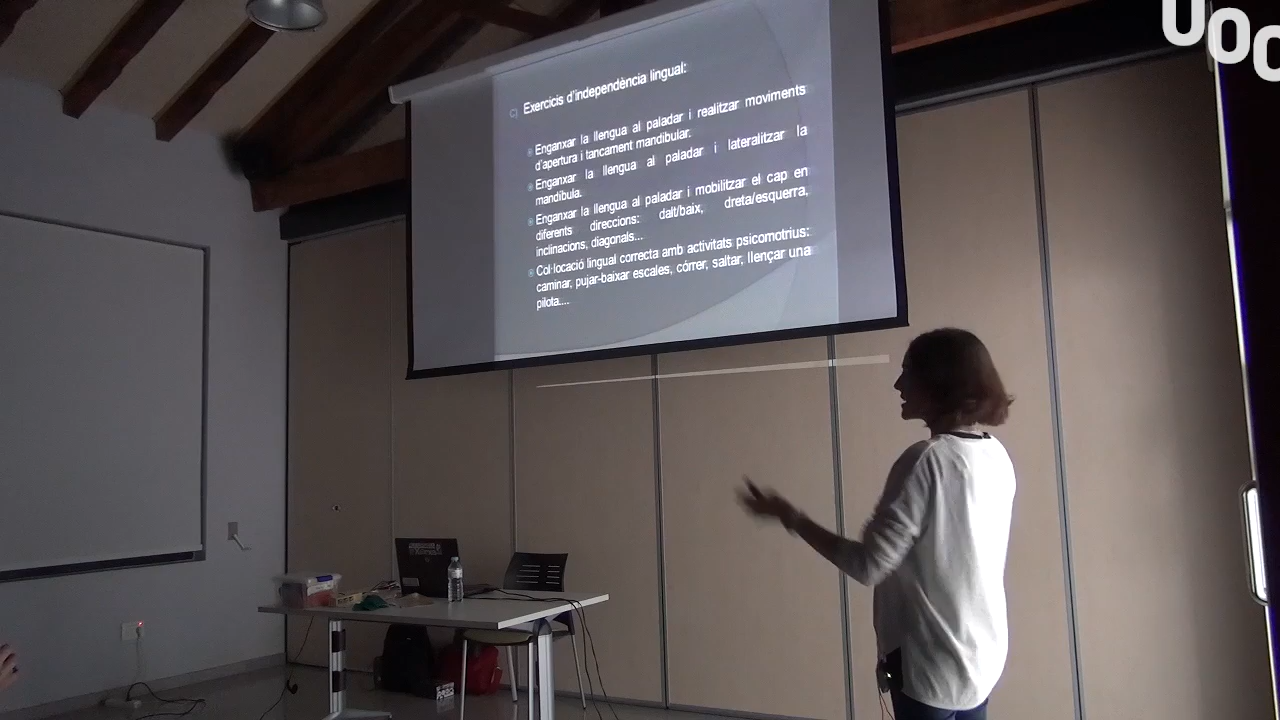 UOC
Exercicis d'independència lingual:
Enganxar la llengua al paladar i realitzar moviments
d'apertura i tancament mandibular.
Enganxar la llengua al paladar i lateralitzar la
mandíbula.
Enganxar la llengua al paladar i mobilitzar el cap en
diferents direccions: dalt/baix, dreta/esquerra,
inclinacions, diagonals...
Col·locació lingual correcta amb activitats psicomotrius:
caminar, pujar-baixar escales, córrer, saltar, llençar una
pilota....